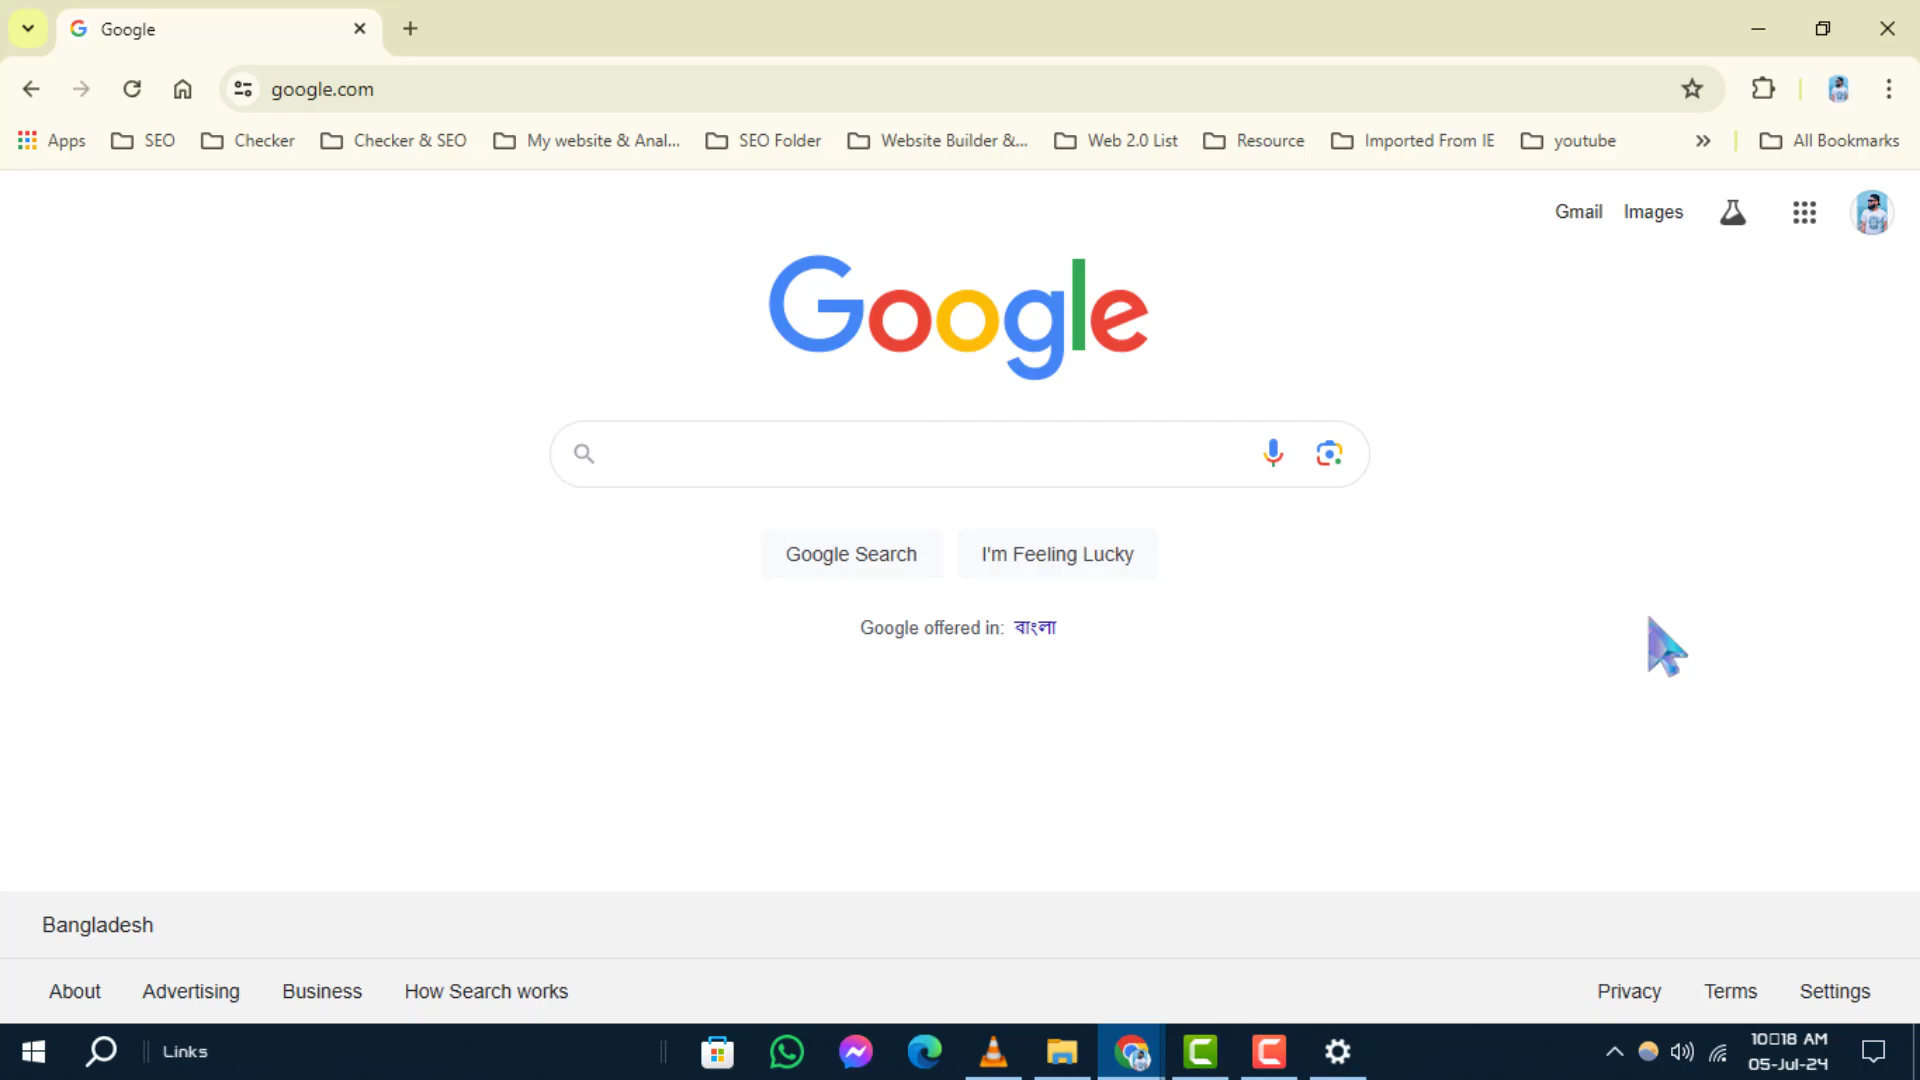 Google
google.com
Apps SEO Checker Checker & SEO My website & Anal... SEO Folder Website Builder &... Web 2.0 List Resource Imported From IE youtube All Bookmarks
Gmail Images
Google
Google Search I'm Feeling Lucky
Google offered in: বাংলা
Bangladesh
About Advertising Business How Search works Privacy Terms Settings
Links
10▯18 AM
05-Jul-24